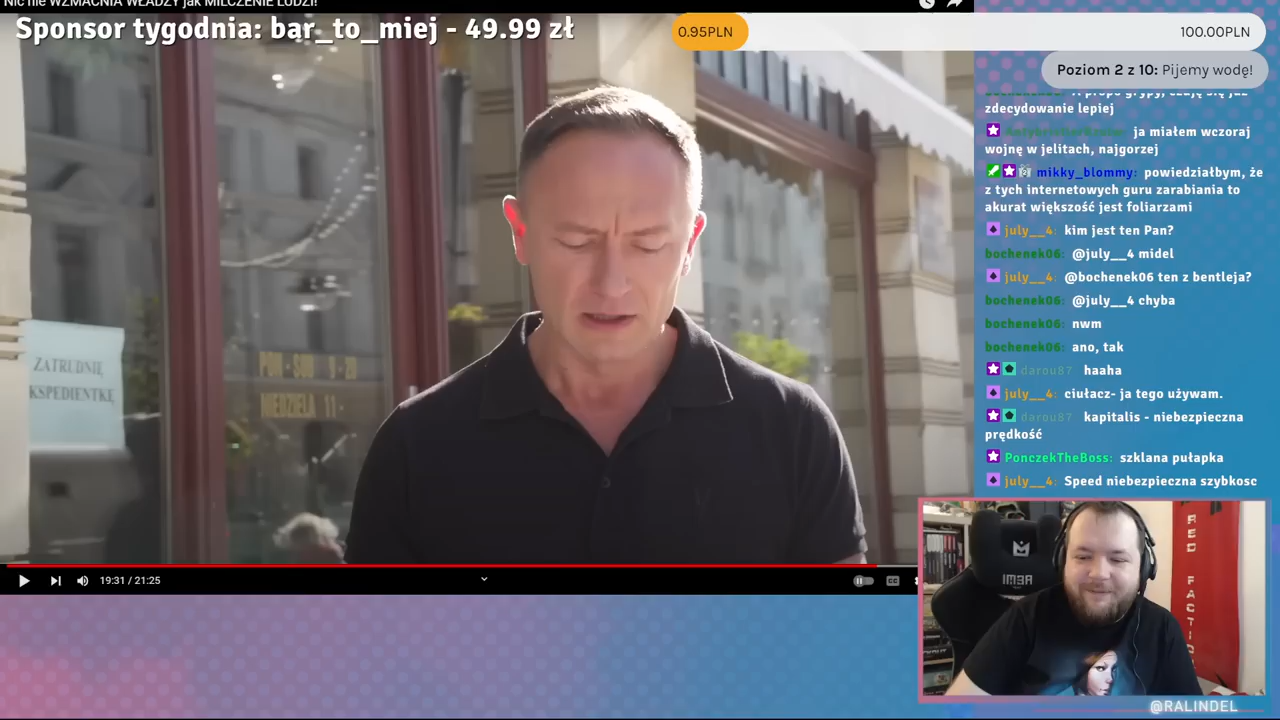 Nic nie WZMACNIA WŁADZY jak MILCZENIE LUDZI!
Sponsor tygodnia: bar_to_miej - 49.99 zł
0.95PLN
100.00PLN
Poziom 2 z 10: Pijemy wodę!
zdecydowanie lepiej
ja miałem wczoraj
wojnę w jelitach, najgorzej
mikky_blommy: powiedziałbym, że
z tych internetowych guru zarabiania to
akurat większość jest foliarzami
july__4: kim jest ten Pan?
bochenek06: @july__4 midel
july__4: @bochenek06 ten z bentleja?
bochenek06: @july__4 chyba
bochenek06: nwm
bochenek06: ano, tak
darou87 haaha
july__4: ciułacz- ja tego używam.
darou87 kapitalis - niebezpieczna
prędkość
PonczekTheBoss: szklana pułapka
july__4: Speed niebezpieczna szybkosc
ZATRUDNIĘ
EKSPEDIENTKĘ
PON-SOB 9-20
NIEDZIELA 11-
19:31 / 21:25
CC
RED FACTIO
@RALINDEL